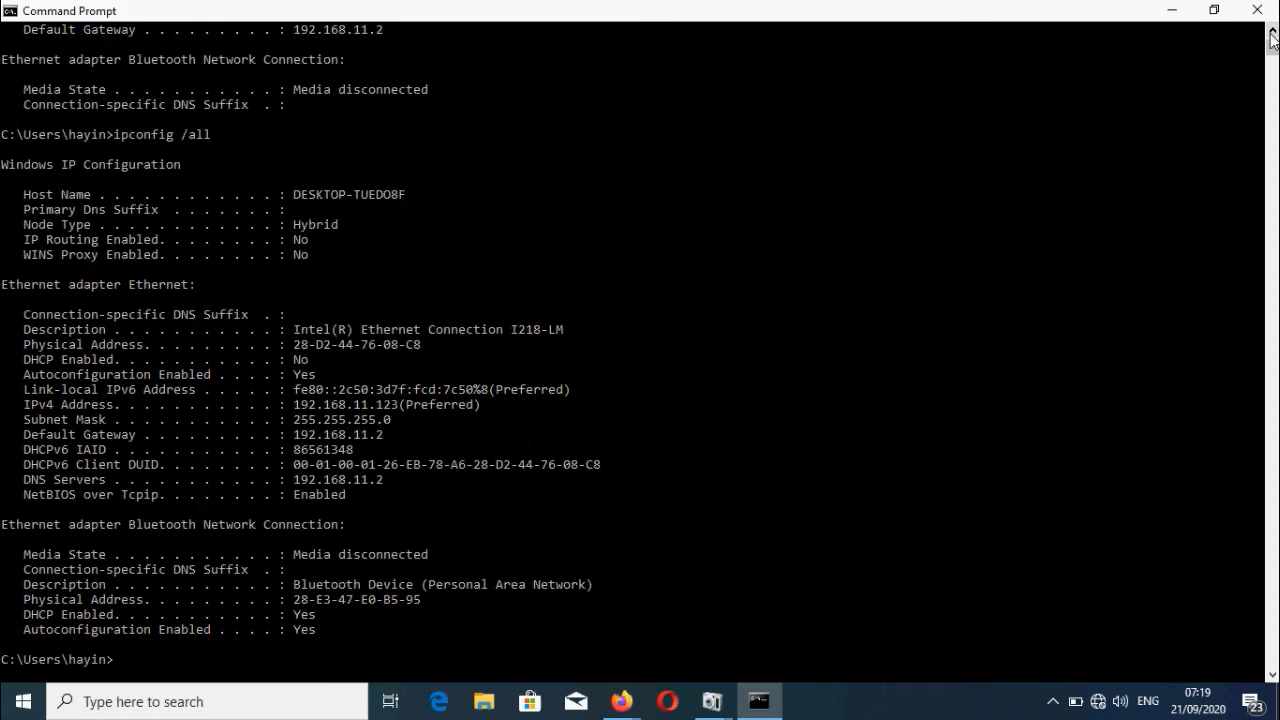 Command Prompt
Default Gateway . . . . . . . . . : 192.168.11.2
Ethernet adapter Bluetooth Network Connection:
Media State . . . . . . . . . . . : Media disconnected
Connection-specific DNS Suffix  . :
C:\Users\hayin>ipconfig /all
Windows IP Configuration
Host Name . . . . . . . . . . . . : DESKTOP-TUEDO8F
Primary Dns Suffix  . . . . . . . :
Node Type . . . . . . . . . . . . : Hybrid
IP Routing Enabled. . . . . . . . : No
WINS Proxy Enabled. . . . . . . . : No
Ethernet adapter Ethernet:
Connection-specific DNS Suffix  . :
Description . . . . . . . . . . . : Intel(R) Ethernet Connection I218-LM
Physical Address. . . . . . . . . : 28-D2-44-76-08-C8
DHCP Enabled. . . . . . . . . . . : No
Autoconfiguration Enabled . . . . : Yes
Link-local IPv6 Address . . . . . : fe80::2c50:3d7f:fcd:7c50%8(Preferred)
IPv4 Address. . . . . . . . . . . : 192.168.11.123(Preferred)
Subnet Mask . . . . . . . . . . . : 255.255.255.0
Default Gateway . . . . . . . . . : 192.168.11.2
DHCPv6 IAID . . . . . . . . . . . : 86561348
DHCPv6 Client DUID. . . . . . . . : 00-01-00-01-26-EB-78-A6-28-D2-44-76-08-C8
DNS Servers . . . . . . . . . . . : 192.168.11.2
NetBIOS over Tcpip. . . . . . . . : Enabled
Ethernet adapter Bluetooth Network Connection:
Media State . . . . . . . . . . . : Media disconnected
Connection-specific DNS Suffix  . :
Description . . . . . . . . . . . : Bluetooth Device (Personal Area Network)
Physical Address. . . . . . . . . : 28-E3-47-E0-B5-95
DHCP Enabled. . . . . . . . . . . : Yes
Autoconfiguration Enabled . . . . : Yes
C:\Users\hayin>
Type here to search
ENG
07:19
21/09/2020
23